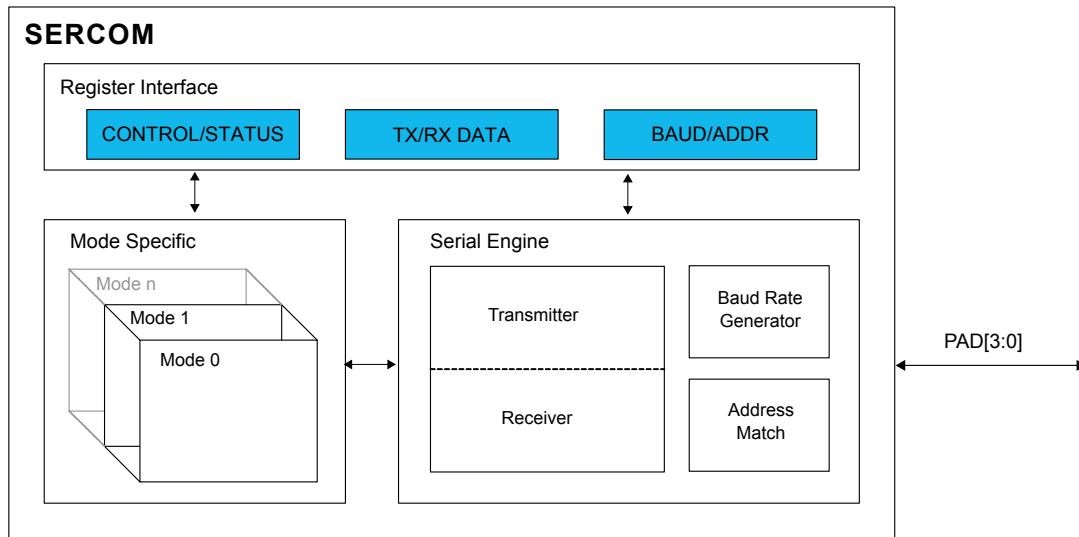 SERCOM
Register Interface
CONTROL/STATUS
TX/RX DATA
BAUD/ADDR
Mode Specific
Mode n
Mode 1
Mode 0
Serial Engine
Transmitter
Receiver
Baud Rate
Generator
Address
Match
PAD[3:0]